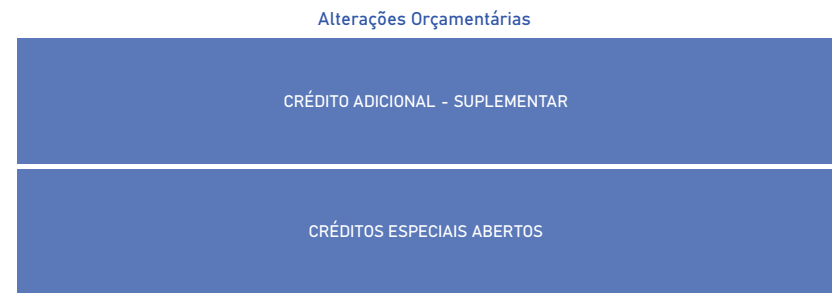 Alterações Orçamentárias
CRÉDITO ADICIONAL - SUPLEMENTAR
CRÉDITOS ESPECIAIS ABERTOS